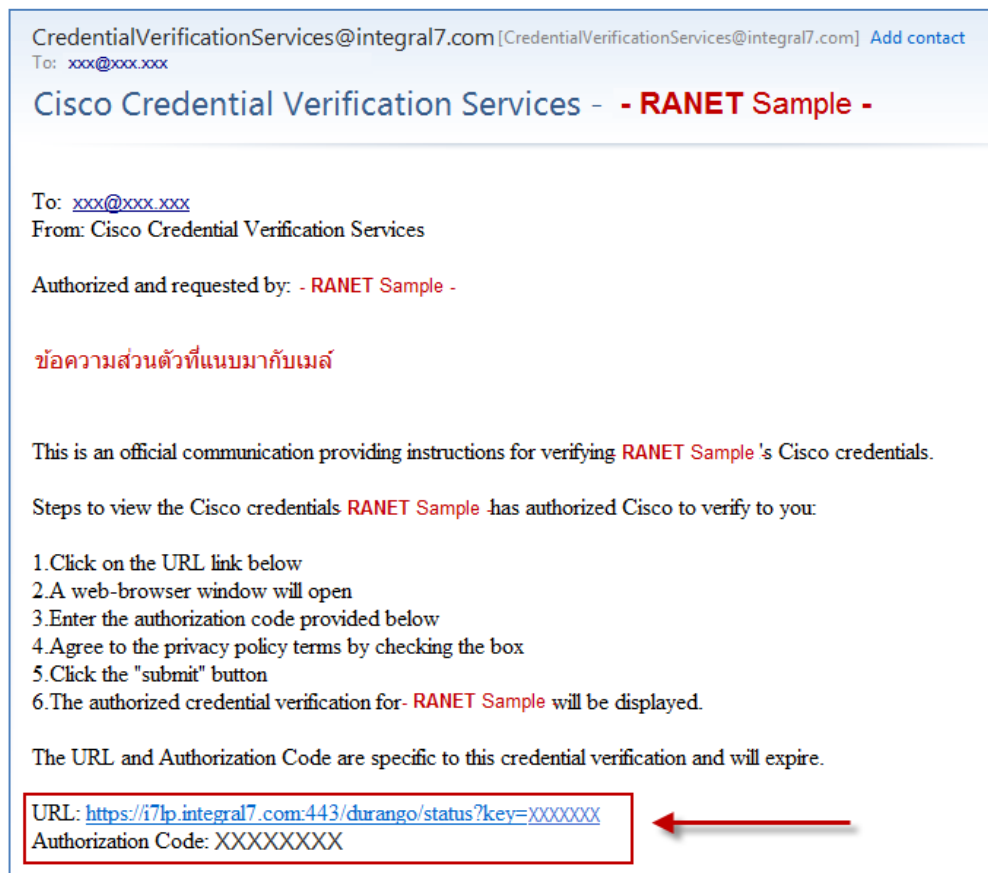 CredentialVerificationServices@integral7.com [CredentialVerificationServices@integral7.com] Add contact
To: xxx@xxx.xxx
Cisco Credential Verification Services - - RANET Sample -
To: xxx@xxx.xxx
From: Cisco Credential Verification Services
Authorized and requested by: - RANET Sample -
ข้อความส่วนตัวที่แนบมากับเมล์
This is an official communication providing instructions for verifying RANET Sample 's Cisco credentials.
Steps to view the Cisco credentials RANET Sample has authorized Cisco to verify to you:
1.Click on the URL link below
2.A web-browser window will open
3.Enter the authorization code provided below
4.Agree to the privacy policy terms by checking the box
5.Click the "submit" button
6.The authorized credential verification for- RANET Sample will be displayed.
The URL and Authorization Code are specific to this credential verification and will expire.
URL: https://i7lp.integral7.com:443/durango/status?key=XXXXXXX
Authorization Code: XXXXXXXX